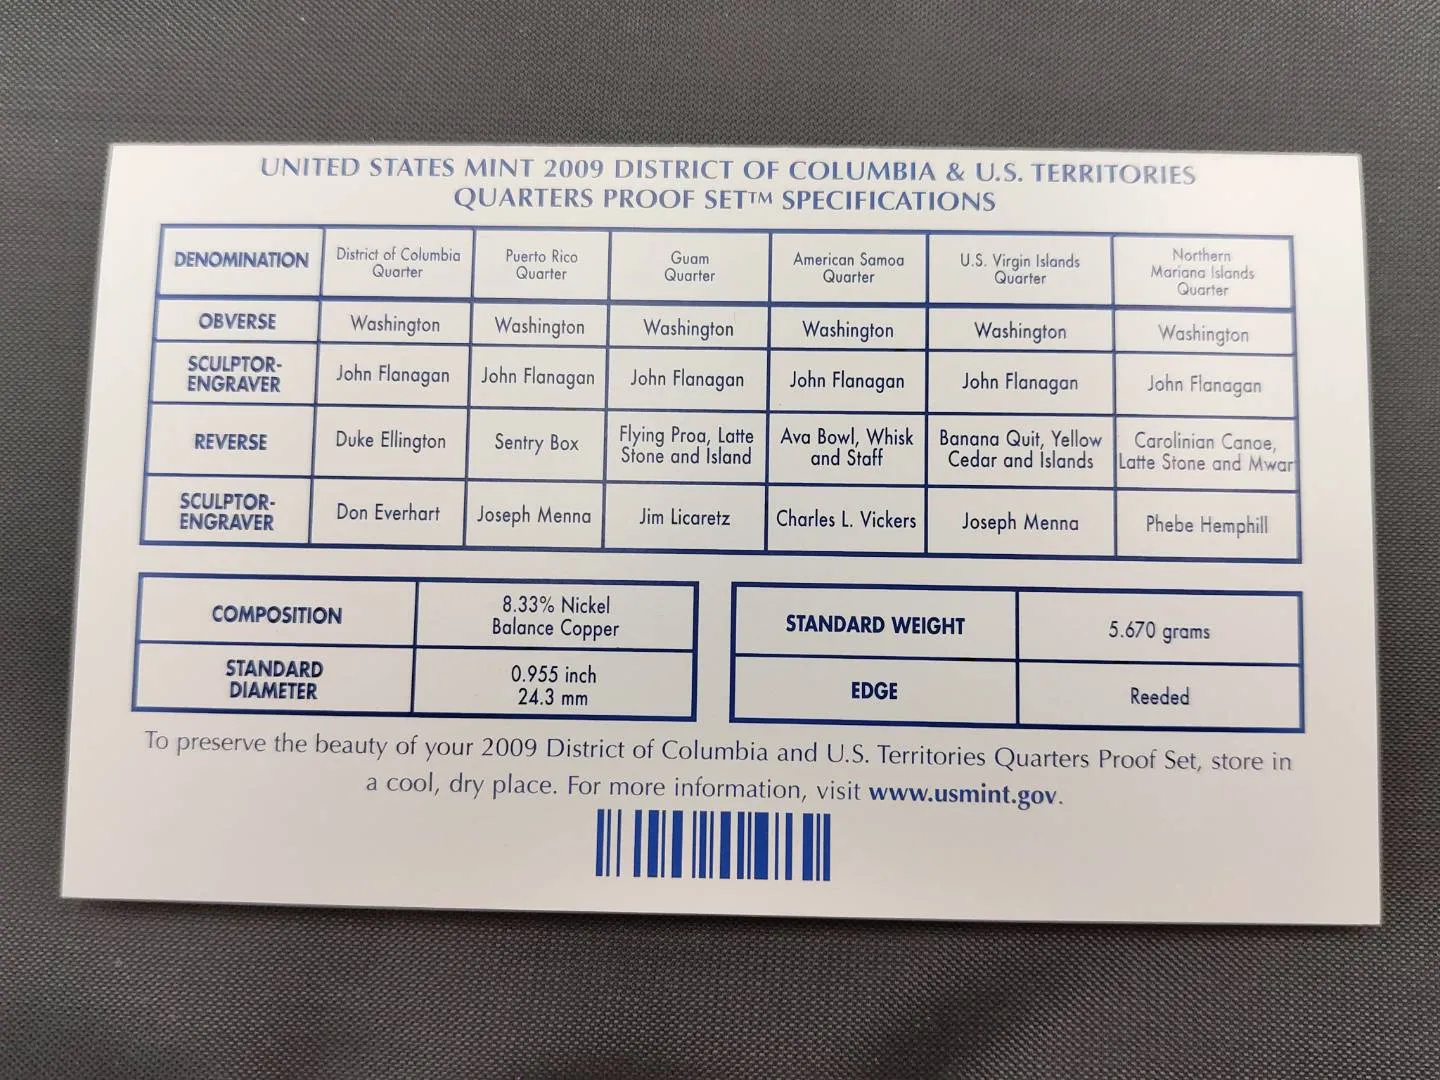 UNITED STATES MINT 2009 DISTRICT OF COLUMBIA & U.S. TERRITORIES
QUARTERS PROOF SET™ SPECIFICATIONS
DENOMINATION
District of Columbia
Quarter
Puerto Rico
Quarter
Guam
Quarter
American Samoa
Quarter
U.S. Virgin Islands
Quarter
Northern
Mariana Islands
Quarter
OBVERSE
Washington
Washington
Washington
Washington
Washington
Washington
SCULPTOR-
ENGRAVER
John Flanagan
John Flanagan
John Flanagan
John Flanagan
John Flanagan
John Flanagan
REVERSE
Duke Ellington
Sentry Box
Flying Proa, Latte
Stone and Island
Ava Bowl, Whisk
and Staff
Banana Quit, Yellow
Cedar and Islands
Carolinian Canoe,
Latte Stone and Mwar
SCULPTOR-
ENGRAVER
Don Everhart
Joseph Menna
Jim Licaretz
Charles L. Vickers
Joseph Menna
Phebe Hemphill
COMPOSITION
8.33% Nickel
Balance Copper
STANDARD
DIAMETER
0.955 inch
24.3 mm
STANDARD WEIGHT
5.670 grams
EDGE
Reeded
To preserve the beauty of your 2009 District of Columbia and U.S. Territories Quarters Proof Set, store in
a cool, dry place. For more information, visit www.usmint.gov.